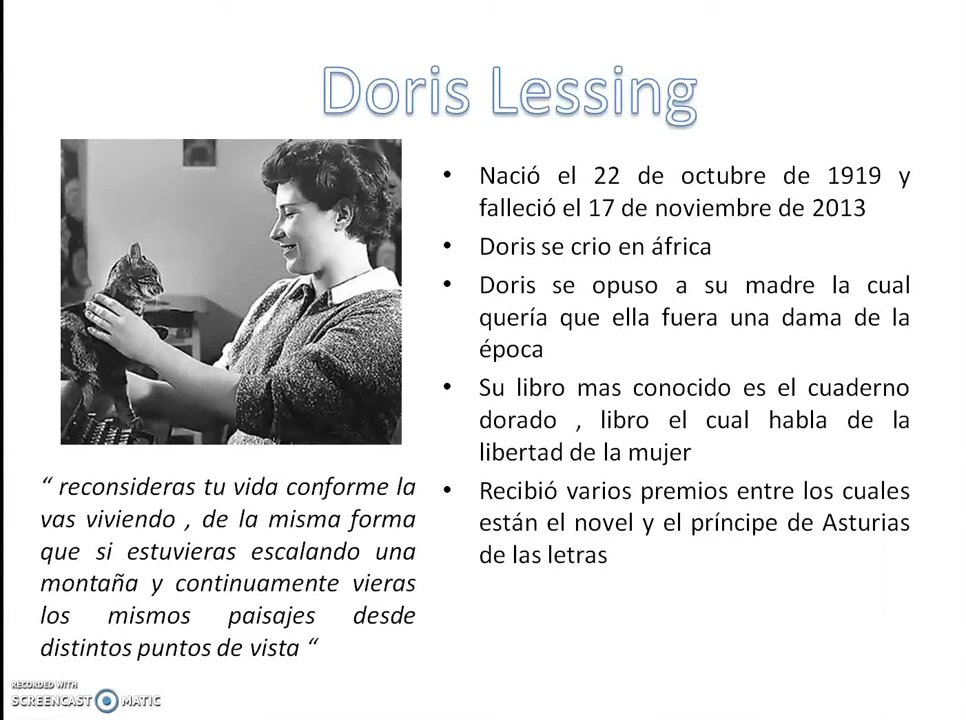 Doris Lessing
• Nació el 22 de octubre de 1919 y
falleció el 17 de noviembre de 2013
• Doris se crio en áfrica
• Doris se opuso a su madre la cual
quería que ella fuera una dama de la
época
• Su libro mas conocido es el cuaderno
dorado , libro el cual habla de la
libertad de la mujer
• Recibió varios premios entre los cuales
están el novel y el príncipe de Asturias
de las letras
“ reconsideras tu vida conforme la
vas viviendo , de la misma forma
que si estuvieras escalando una
montaña y continuamente vieras
los mismos paisajes desde
distintos puntos de vista “
RECORDED WITH
SCREENCAST MATIC